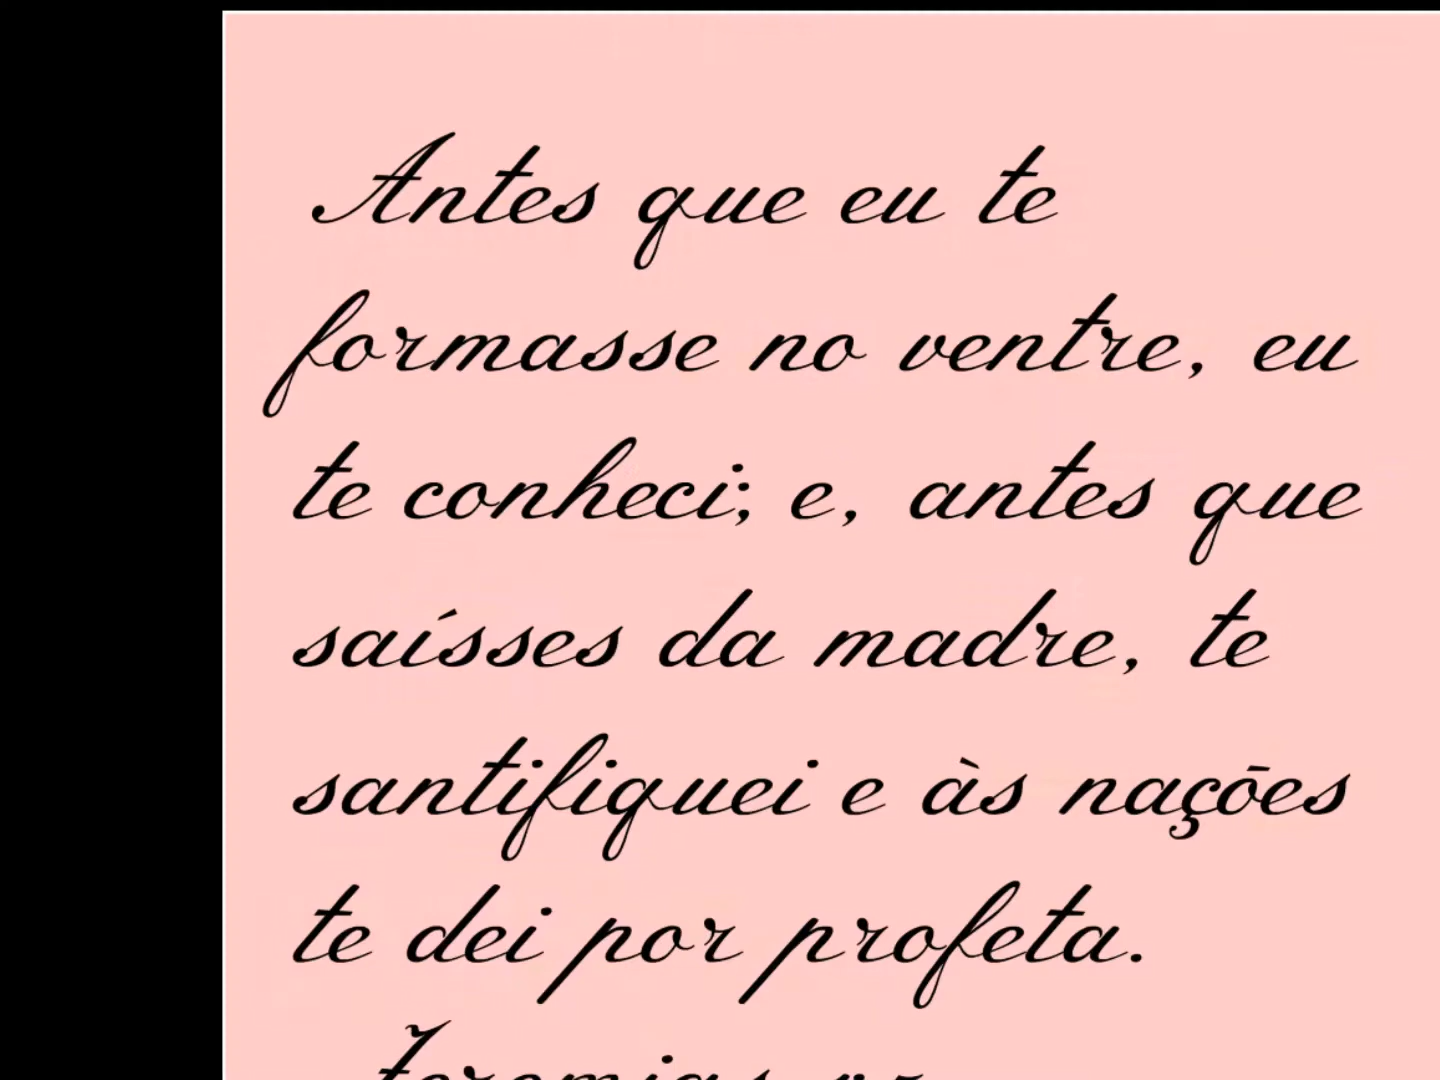 Antes que eu te
formasse no ventre, eu
te conheci; e, antes que
saísses da madre, te
santifiquei e às nações
te dei por profeta.
Jeremias